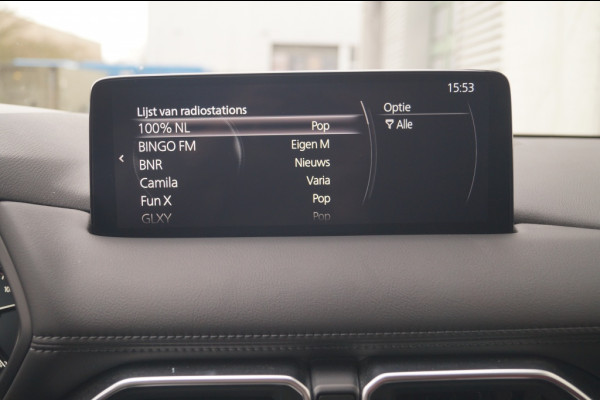 15:53
Lijst van radiostations
Optie
100% NL Pop
Alle
BINGO FM Eigen M
BNR Nieuws
Camila Varia
Fun X Pop
GLXY Pop